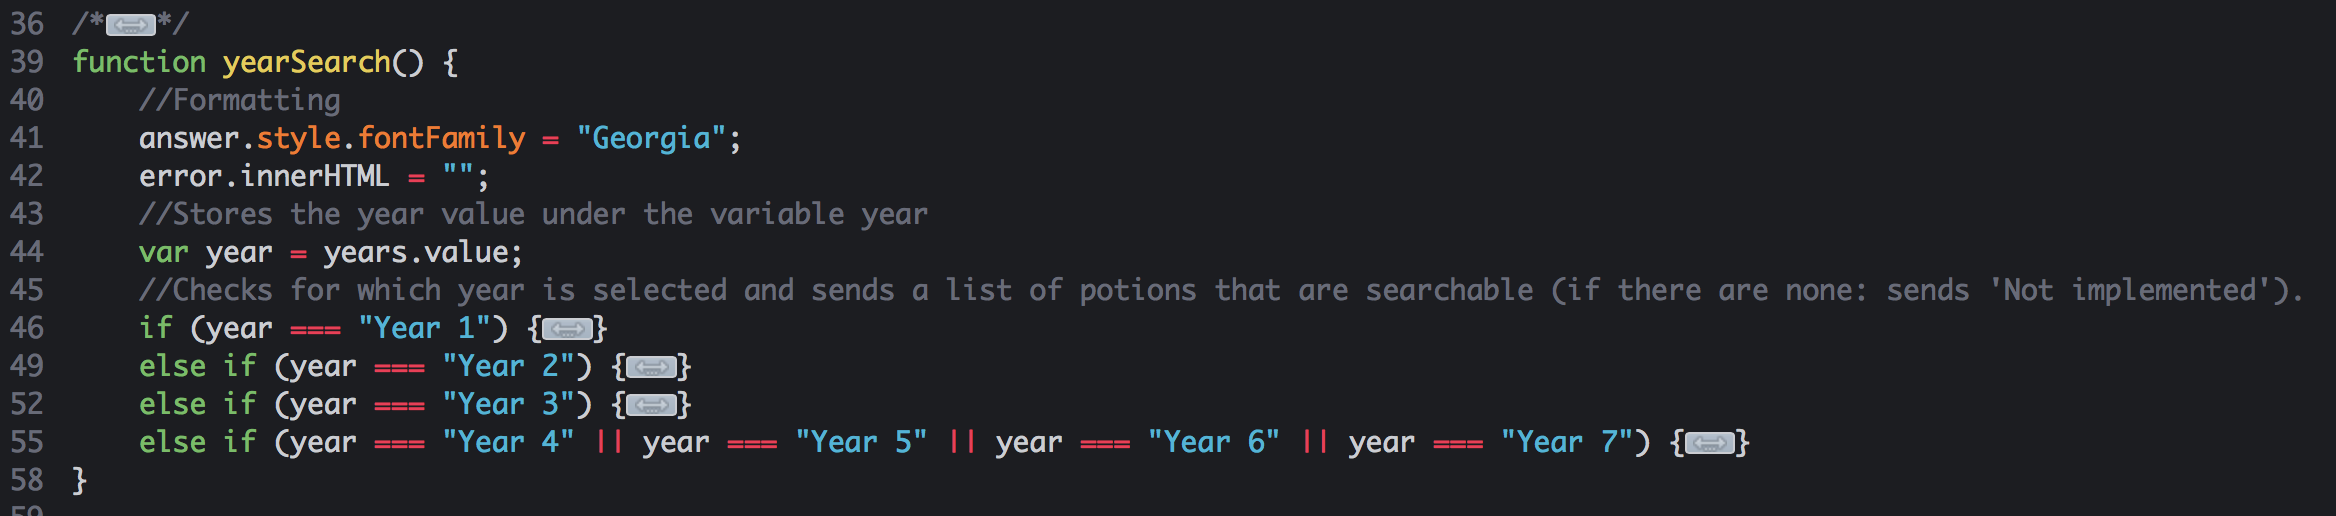 36 /**/
39 function yearSearch() {
40 //Formatting
41 answer.style.fontFamily = "Georgia";
42 error.innerHTML = "";
43 //Stores the year value under the variable year
44 var year = years.value;
45 //Checks for which year is selected and sends a list of potions that are searchable (if there are none: sends 'Not implemented').
46 if (year === "Year 1") {}
49 else if (year === "Year 2") {}
52 else if (year === "Year 3") {}
55 else if (year === "Year 4" || year === "Year 5" || year === "Year 6" || year === "Year 7") {}
58 }
59